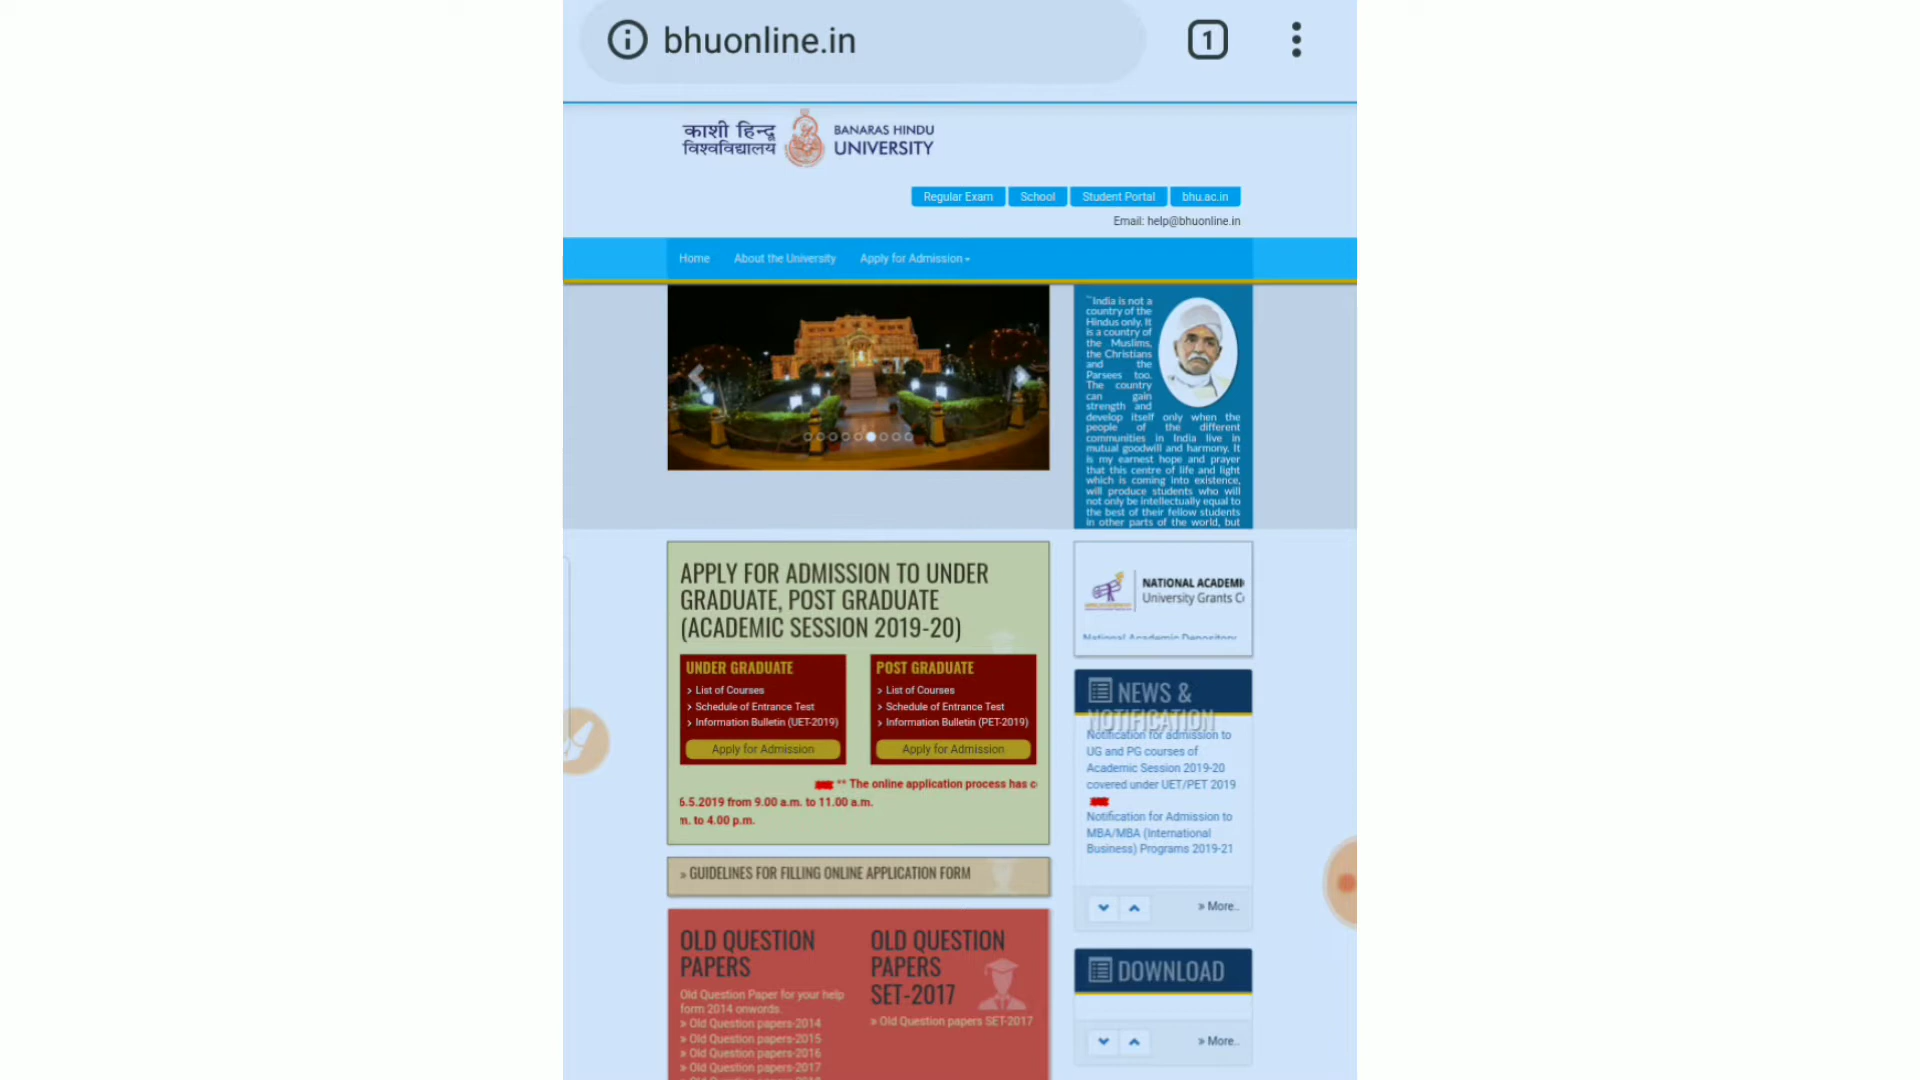 bhuonline.in
1
काशी हिन्दू
विश्वविद्यालय
BANARAS HINDU
UNIVERSITY
Regular Exam
School
Student Portal
bhu.ac.in
Email: help@bhuonline.in
Home
About the University
Apply for Admission
``India is not a
country of the
Hindus only. It
is a country of
the Muslims,
the Christians
and the
Parsees too.
The country
can gain
strength and
develop itself only when the
people of the different
communities in India live in
mutual goodwill and harmony. It
is my earnest hope and prayer
that this centre of life and light
which is coming into existence,
will produce students who will
not only be intellectually equal to
the best of their fellow students
in other parts of the world, but
APPLY FOR ADMISSION TO UNDER
GRADUATE, POST GRADUATE
(ACADEMIC SESSION 2019-20)
UNDER GRADUATE
> List of Courses
> Schedule of Entrance Test
> Information Bulletin (UET-2019)
Apply for Admission
POST GRADUATE
> List of Courses
> Schedule of Entrance Test
> Information Bulletin (PET-2019)
Apply for Admission
** The online application process has
6.5.2019 from 9.00 a.m. to 11.00 a.m.
m. to 4.00 p.m.
» GUIDELINES FOR FILLING ONLINE APPLICATION FORM
OLD QUESTION
PAPERS
Old Question Paper for your help
form 2014 onwords.
» Old Question papers-2014
» Old Question papers-2015
» Old Question papers-2016
» Old Question papers-2017
OLD QUESTION
PAPERS
SET-2017
» Old Question papers SET-2017
NATIONAL ACADEMI
University Grants C
National Academic Depository
NEWS &
NOTIFICATION
Notification for admission to
UG and PG courses of
Academic Session 2019-20
covered under UET/PET 2019
Notification for Admission to
MBA/MBA (International
Business) Programs 2019-21
» More..
DOWNLOAD
» More..